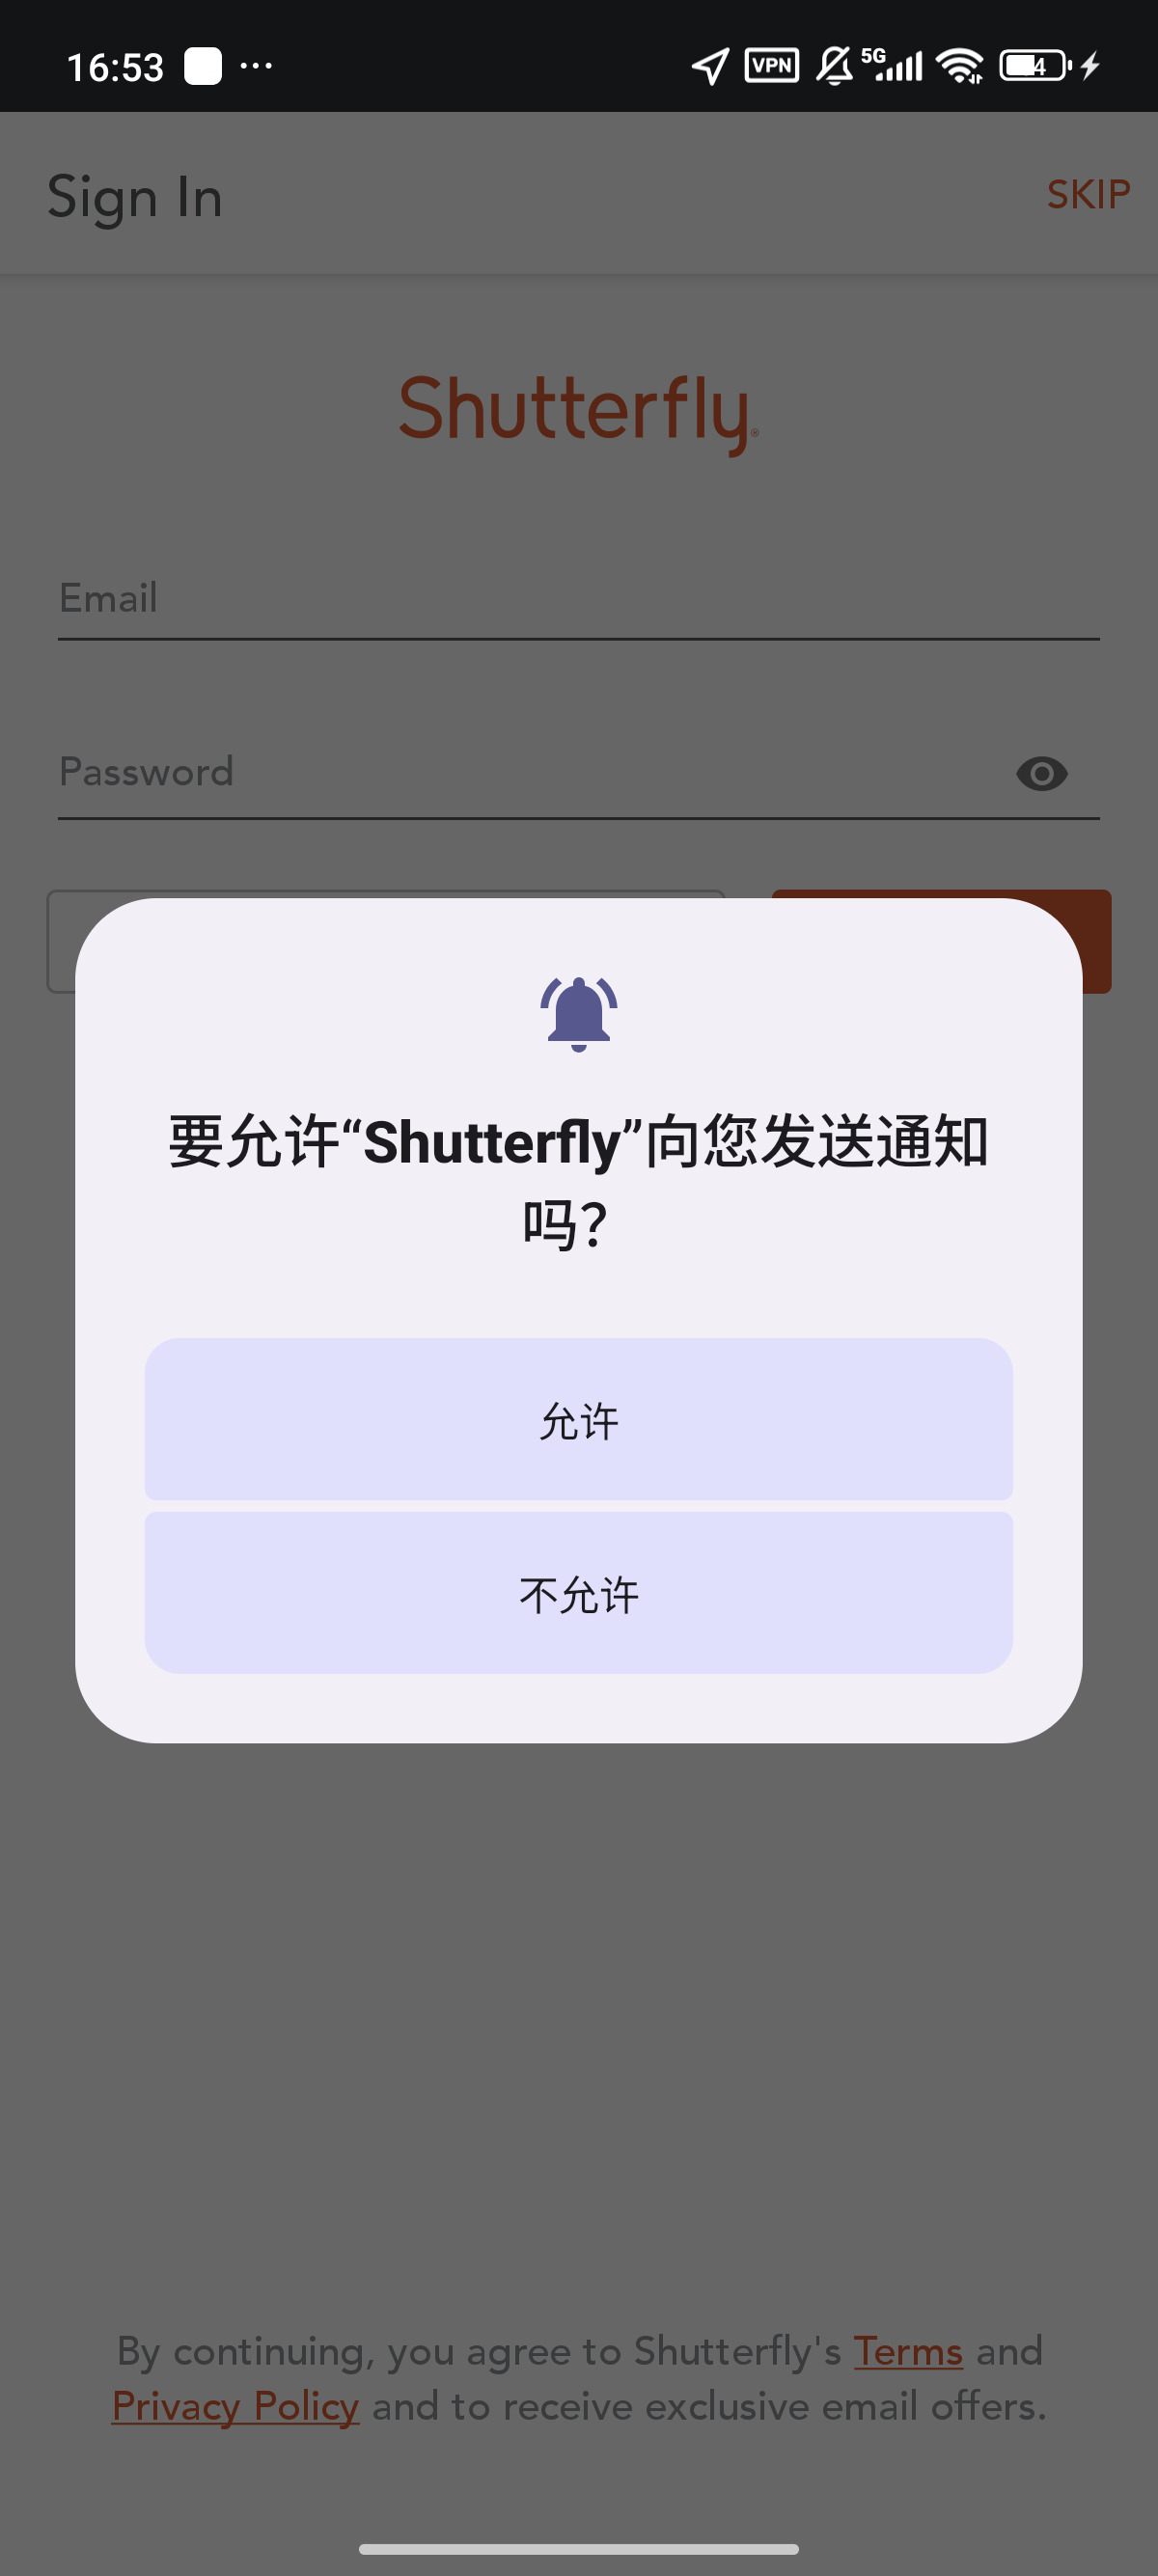 16:53
VPN
5G
Sign In
SKIP
Shutterfly®
Email
Password
要允许“Shutterfly”向您发送通知
吗?
允许
不允许
By continuing, you agree to Shutterfly's Terms and
Privacy Policy and to receive exclusive email offers.